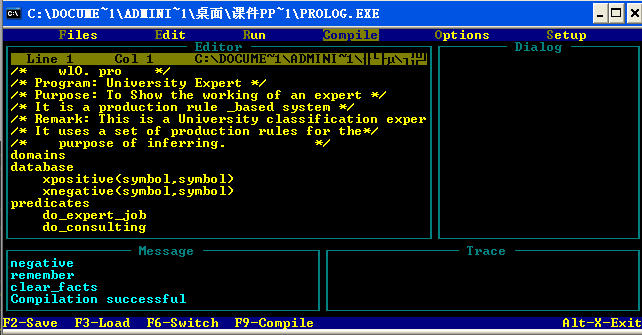 C:\DOCUME~1\ADMINI~1\桌面\课件PP~1\PROLOG.EXE
Files Edit Run Compile Options Setup
Editor
Line 1 Col 1 C:\DOCUME~1\ADMINI~1\
/* wl0. pro */
/* Program: University Expert */
/* Purpose: To Show the working of an expert */
/* It is a production rule _based system */
/* Remark: This is a University classification exper
/* It uses a set of production rules for the*/
/* purpose of inferring. */
domains
database
xpositive(symbol,symbol)
xnegative(symbol,symbol)
predicates
do_expert_job
do_consulting
Dialog
Message
negative
remember
clear_facts
Compilation successful
Trace
F2-Save F3-Load F6-Switch F9-Compile Alt-X-Exit